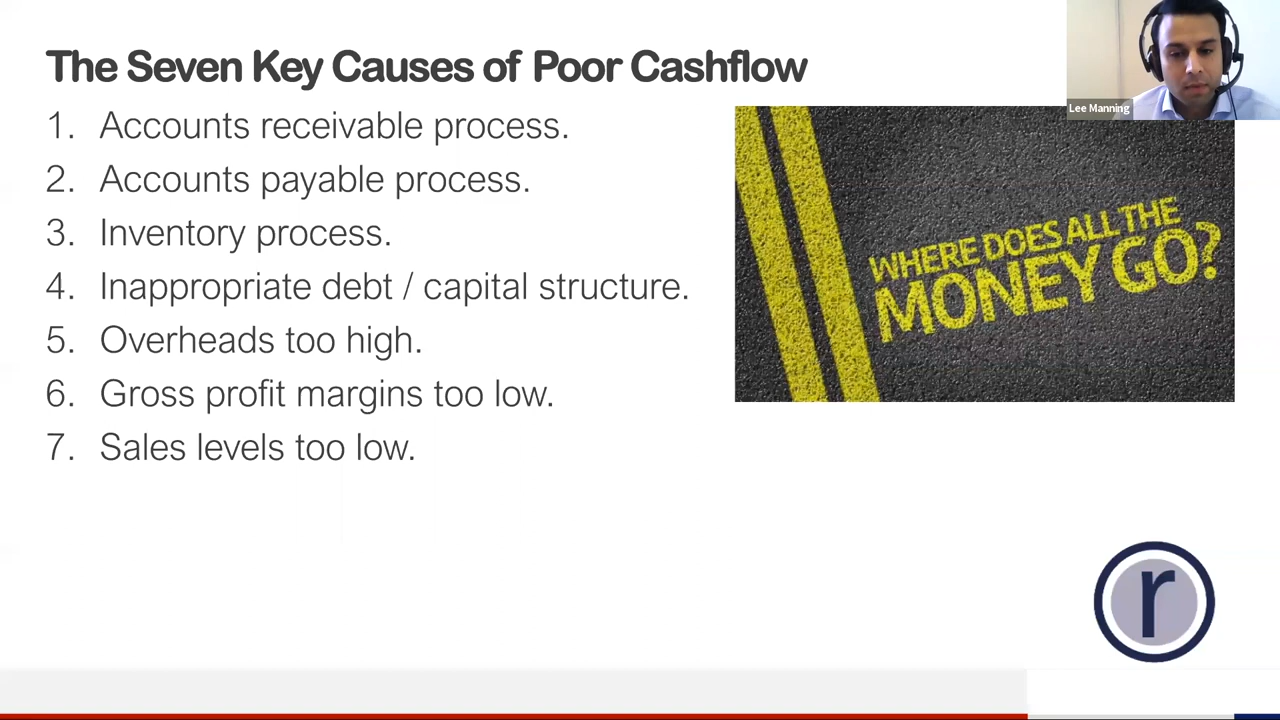 The Seven Key Causes of Poor Cashflow
1. Accounts receivable process.
2. Accounts payable process.
3. Inventory process.
4. Inappropriate debt / capital structure.
5. Overheads too high.
6. Gross profit margins too low.
7. Sales levels too low.
Lee Manning
WHERE DOES ALL THE
MONEY GO?
r